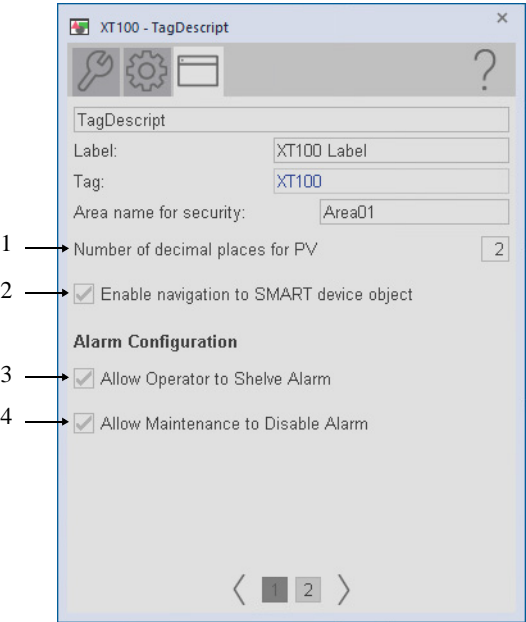 XT100 - TagDescript
?
TagDescript
Label: XT100 Label
Tag: XT100
Area name for security: Area01
1 Number of decimal places for PV 2
2 Enable navigation to SMART device object
Alarm Configuration
3 Allow Operator to Shelve Alarm
4 Allow Maintenance to Disable Alarm
1 2